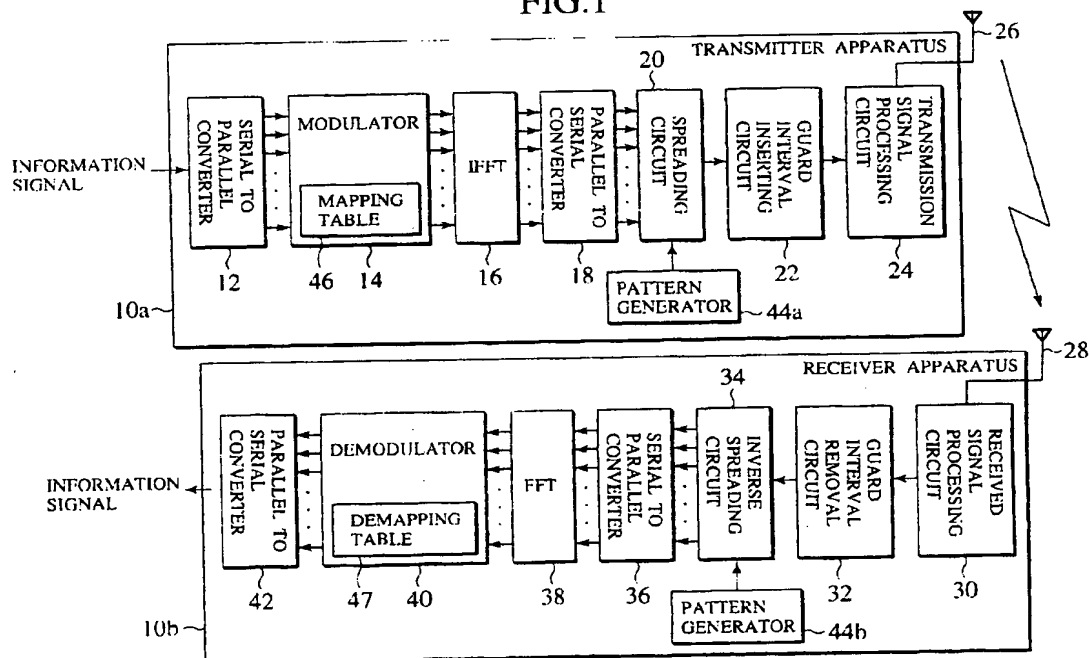 FIG.1
TRANSMITTER APPARATUS
26
20
INFORMATION
SIGNAL
SERIAL TO
PARALLEL
CONVERTER
12
MODULATOR
MAPPING
TABLE
46
14
IFFT
16
PARALLEL TO
SERIAL
CONVERTER
18
SPREADING
CIRCUIT
GUARD
INTERVAL
INSERTING
CIRCUIT
22
TRANSMISSION
SIGNAL
PROCESSING
CIRCUIT
24
PATTERN
GENERATOR
44a
10a
RECEIVER APPARATUS
28
34
INFORMATION
SIGNAL
PARALLEL TO
SERIAL
CONVERTER
42
DEMODULATOR
DEMAPPING
TABLE
47
40
FFT
38
SERIAL TO
PARALLEL
CONVERTER
36
INVERSE
SPREADING
CIRCUIT
GUARD
INTERVAL
REMOVAL
CIRCUIT
32
RECEIVED
SIGNAL
PROCESSING
CIRCUIT
30
PATTERN
GENERATOR
44b
10b